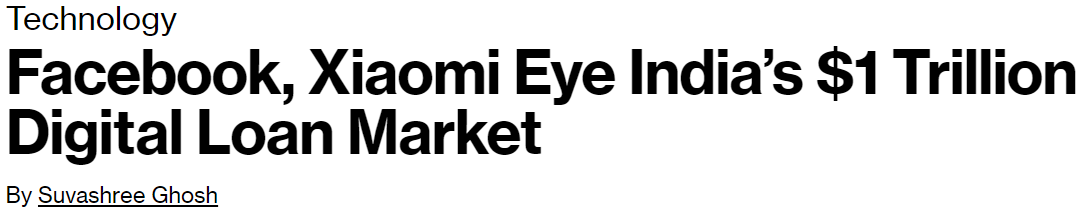 Technology
Facebook, Xiaomi Eye India’s $1 Trillion
Digital Loan Market
By Suvashree Ghosh